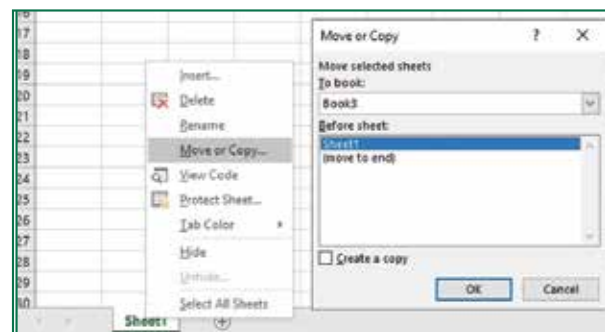 16
17
18
19
20
21
22
23
24
25
26
27
28
29
30
Insert...
Delete
Rename
Move or Copy...
View Code
Protect Sheet...
Tab Color
Hide
Unhide...
Select All Sheets
Sheet1
Move or Copy ? ×
Move selected sheets
To book:
Book3
Before sheet:
Sheet1
(move to end)
Create a copy
OK Cancel